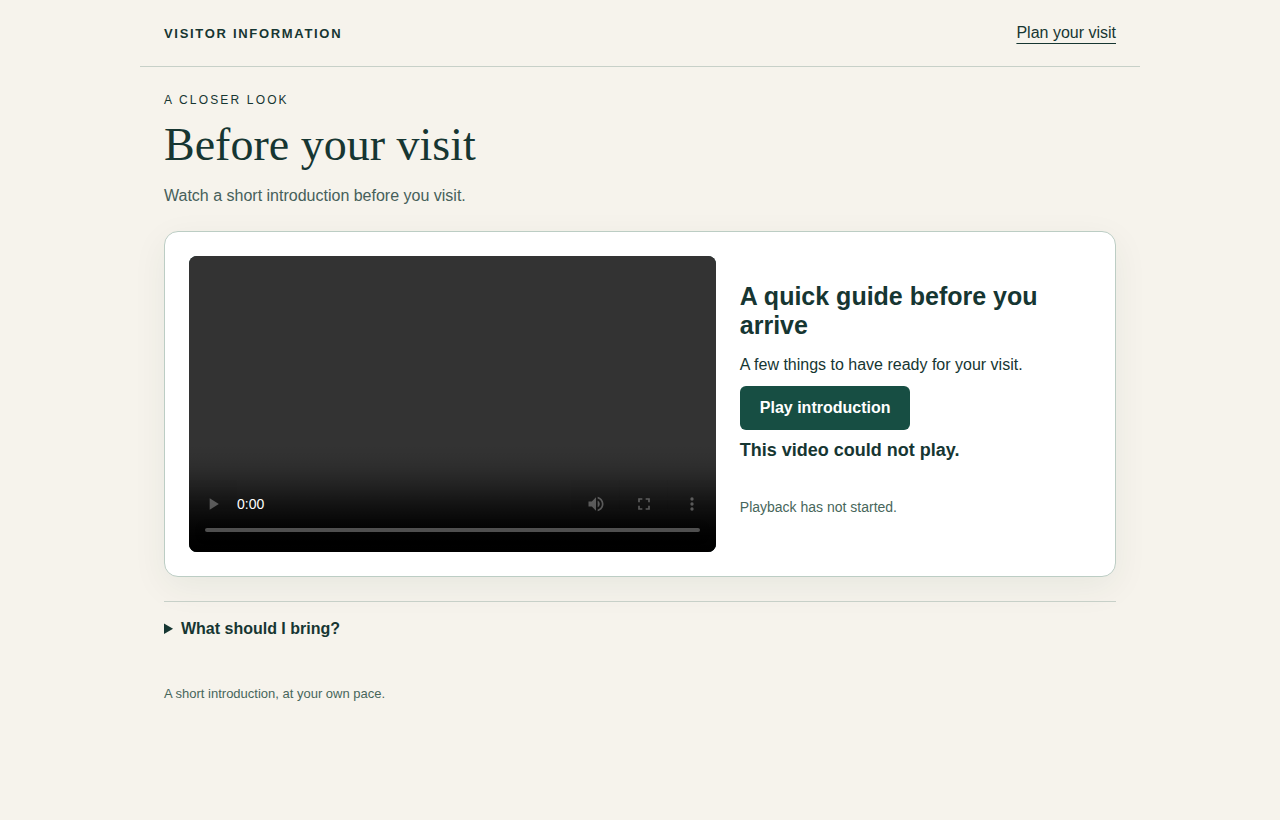 VISITOR INFORMATION
Plan your visit
A CLOSER LOOK
Before your visit
Watch a short introduction before you visit.
0:00
A quick guide before you
arrive
A few things to have ready for your visit.
Play introduction
This video could not play.
Playback has not started.
What should I bring?
A short introduction, at your own pace.